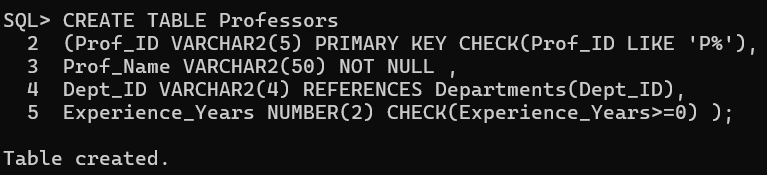 SQL> CREATE TABLE Professors
  2  (Prof_ID VARCHAR2(5) PRIMARY KEY CHECK(Prof_ID LIKE 'P%'),
  3  Prof_Name VARCHAR2(50) NOT NULL ,
  4  Dept_ID VARCHAR2(4) REFERENCES Departments(Dept_ID),
  5  Experience_Years NUMBER(2) CHECK(Experience_Years>=0) );
Table created.